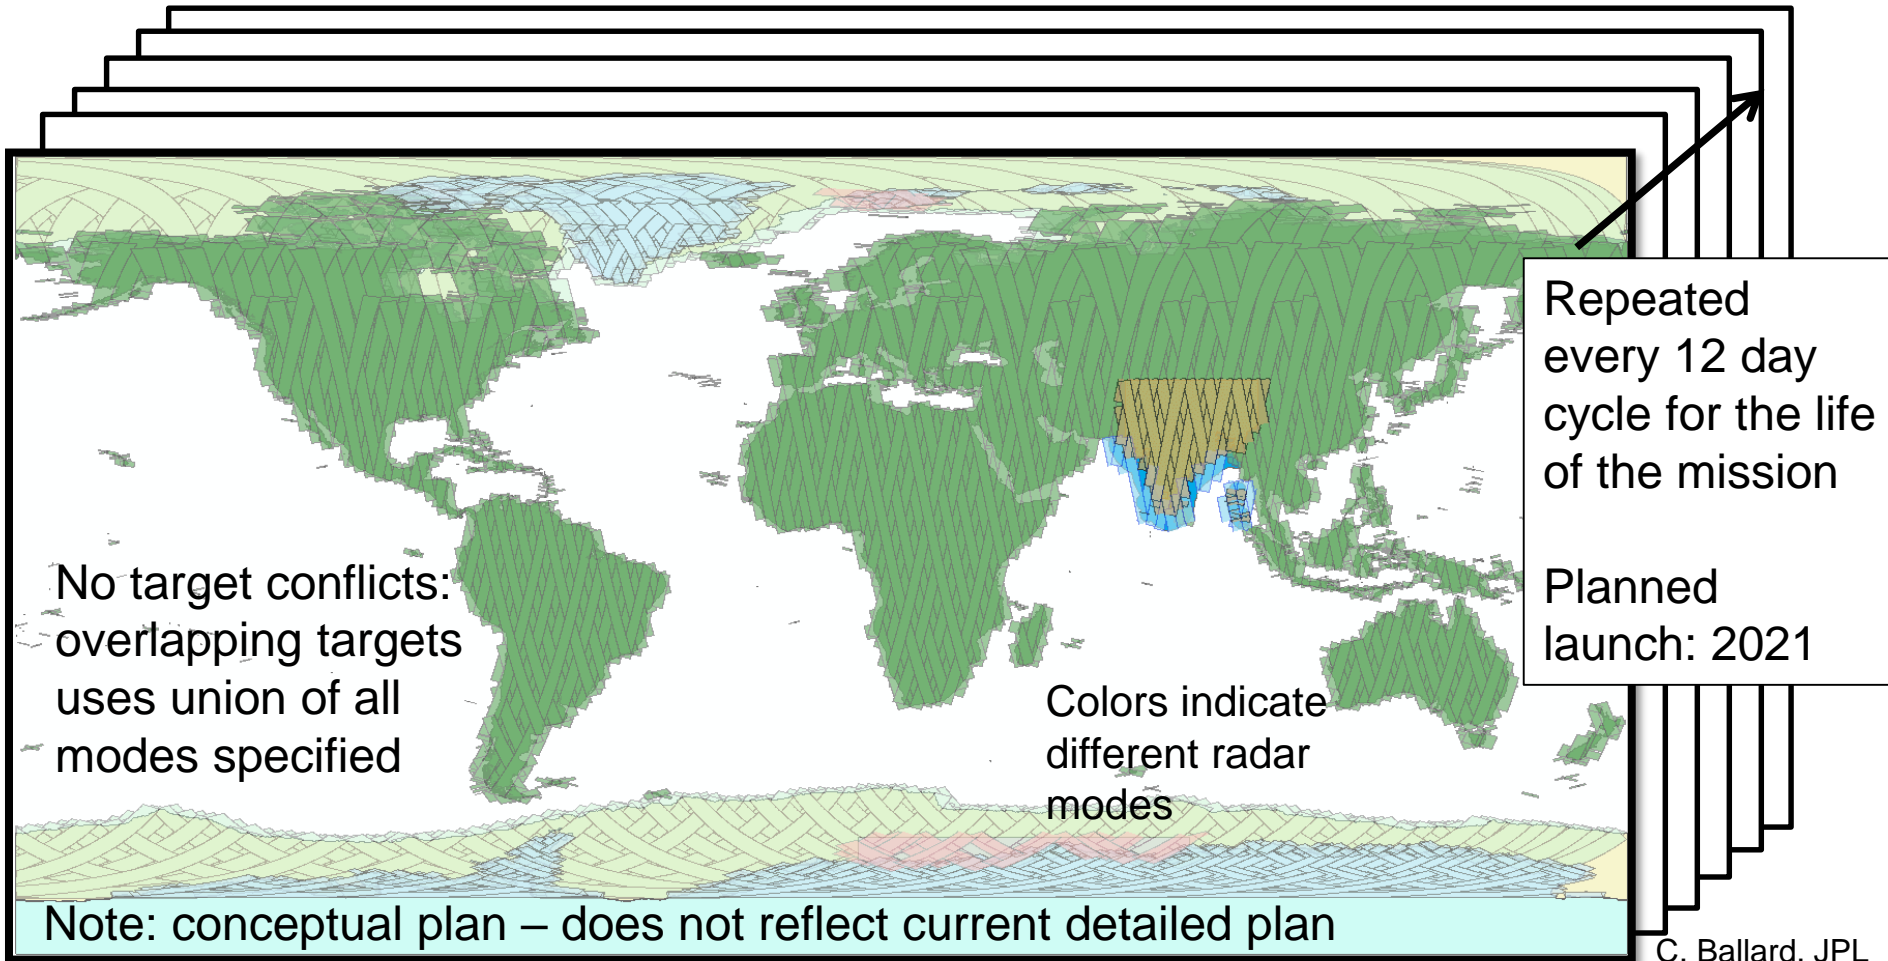 Repeated
every 12 day
cycle for the life
of the mission
Planned
launch: 2021
No target conflicts:
overlapping targets
uses union of all
modes specified
Colors indicate
different radar
modes
Note: conceptual plan – does not reflect current detailed plan
C. Ballard, JPL